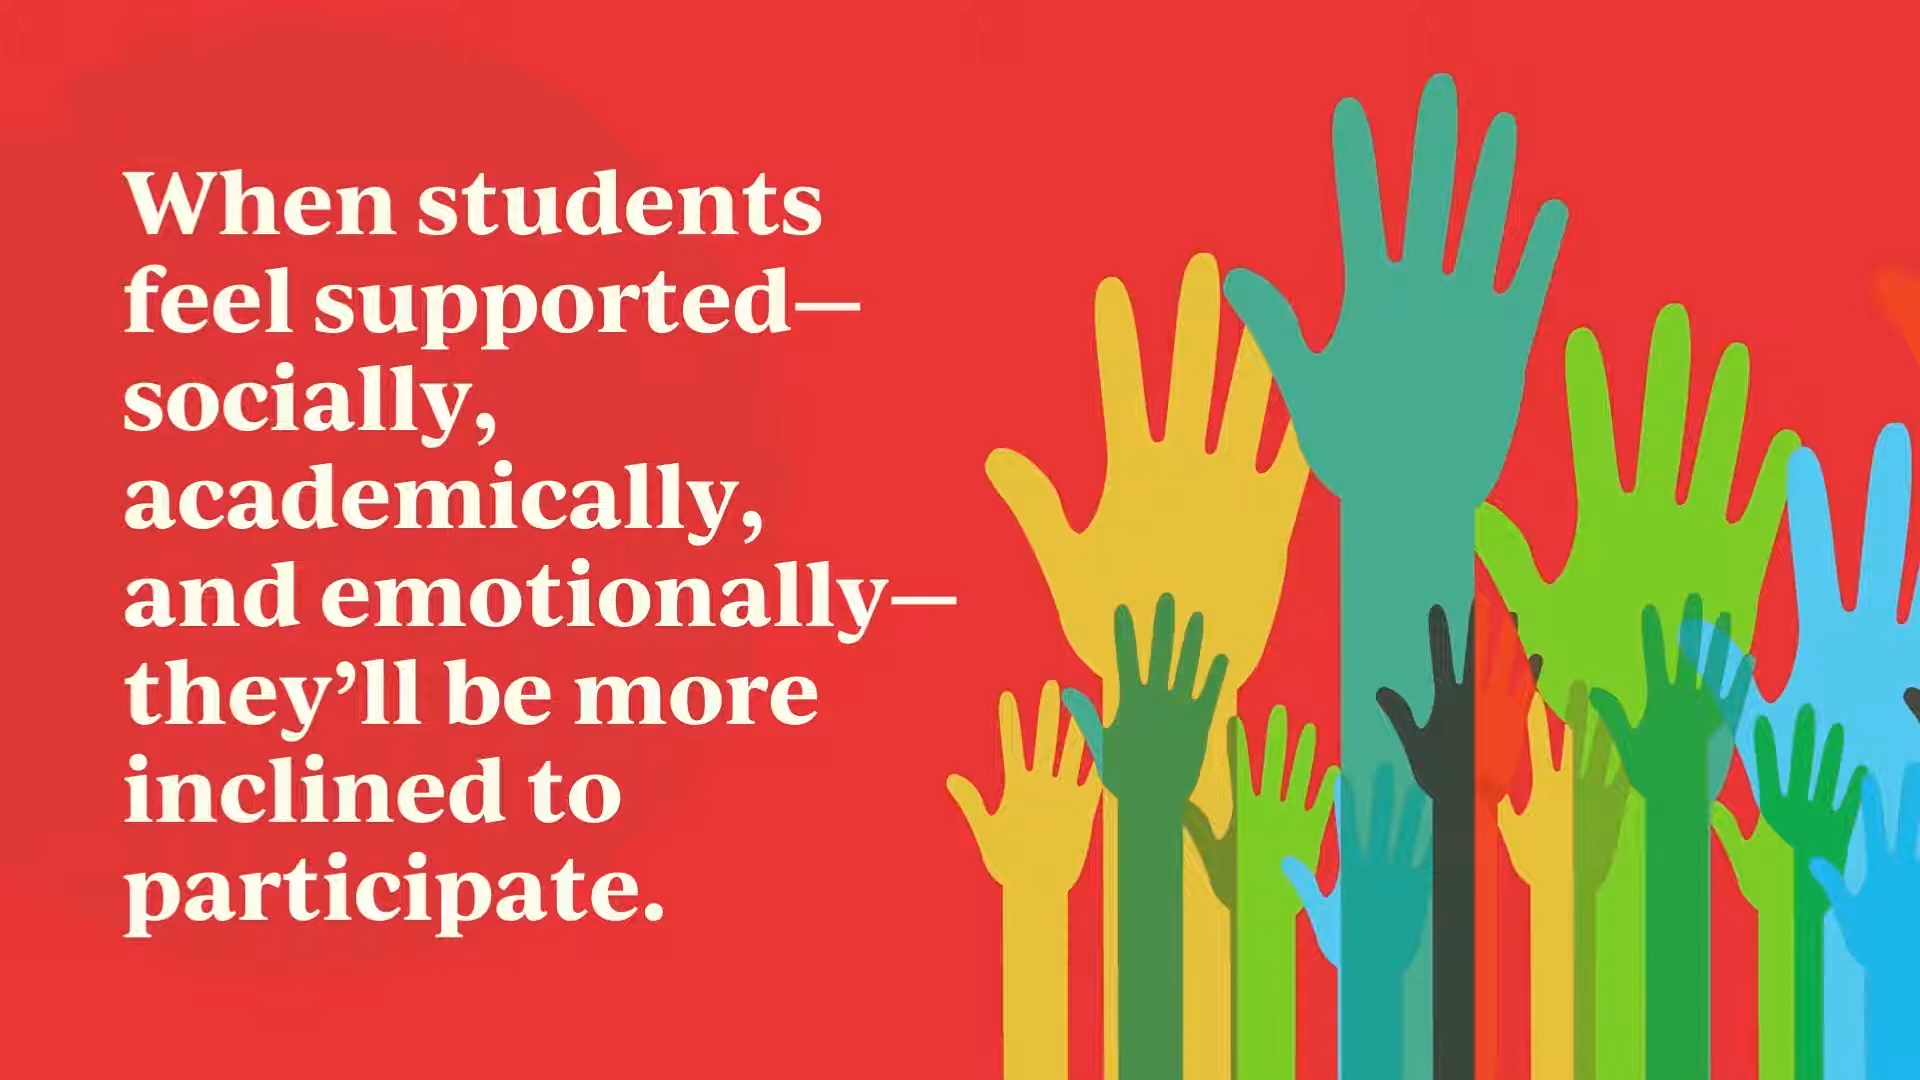 When students
feel supported—
socially,
academically,
and emotionally—
they’ll be more
inclined to
participate.